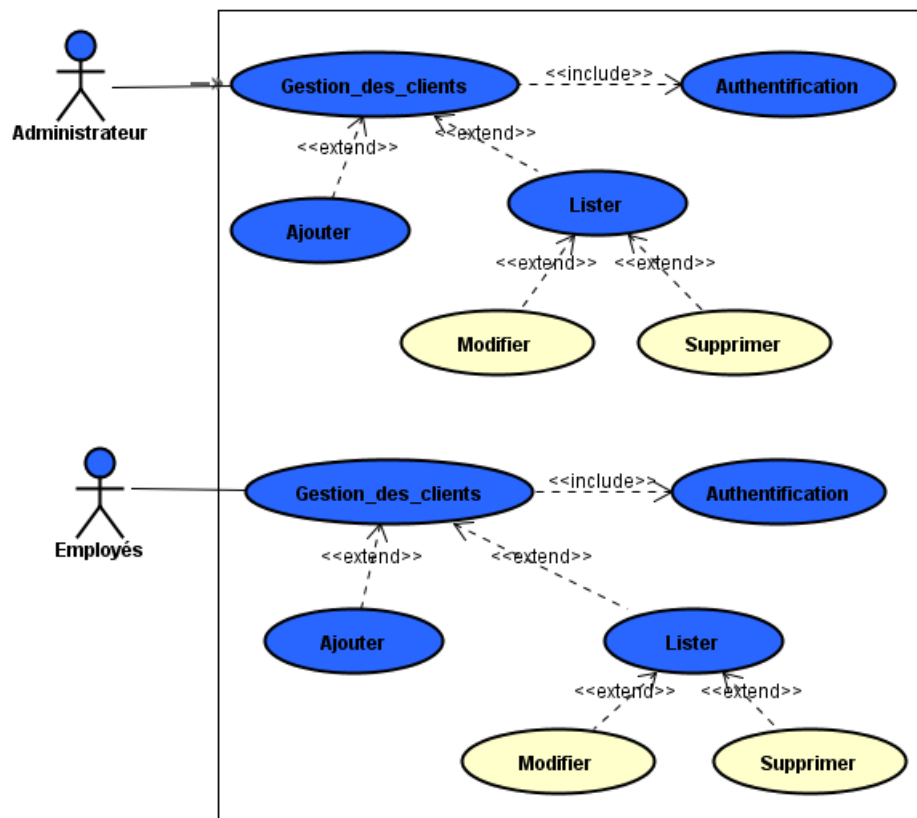 Administrateur
Gestion_des_clients
<<include>>
Authentification
<<extend>>
<<extend>>
Ajouter
Lister
<<extend>>
<<extend>>
Modifier
Supprimer
Employés
Gestion_des_clients
<<include>>
Authentification
<<extend>>
<<extend>>
Ajouter
Lister
<<extend>>
<<extend>>
Modifier
Supprimer